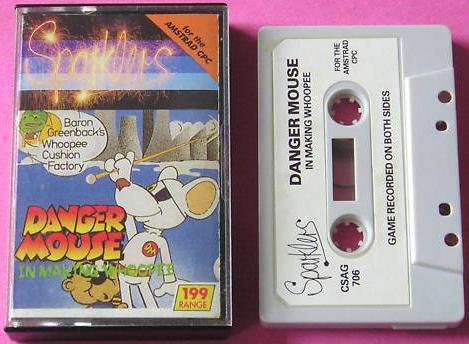 for the
AMSTRAD CPC
Sparklers
Baron
Greenback's
Whoopee
Cushion
Factory
DANGER
MOUSE
IN MAKING WHOOPEE
DM
199
RANGE
DANGER MOUSE
IN MAKING WHOOPEE
FOR THE
AMSTRAD
CPC
GAME RECORDED ON BOTH SIDES
Sparklers
CSAG
706